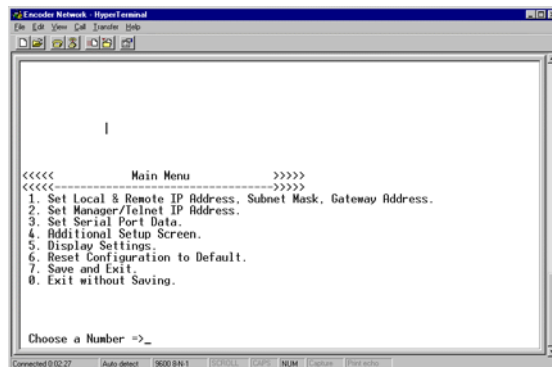 Encoder Network - HyperTerminal
File Edit View Call Transfer Help
<<<<< Main Menu >>>>>
<<<<<----------------------------------->>>>>
1. Set Local & Remote IP Address, Subnet Mask, Gateway Address.
2. Set Manager/Telnet IP Address.
3. Set Serial Port Data.
4. Additional Setup Screen.
5. Display Settings.
6. Reset Configuration to Default.
7. Save and Exit.
0. Exit without Saving.
Choose a Number =>_
Connected 0:02:27 Auto detect 9600 8-N-1 SCROLL CAPS NUM Capture Print echo